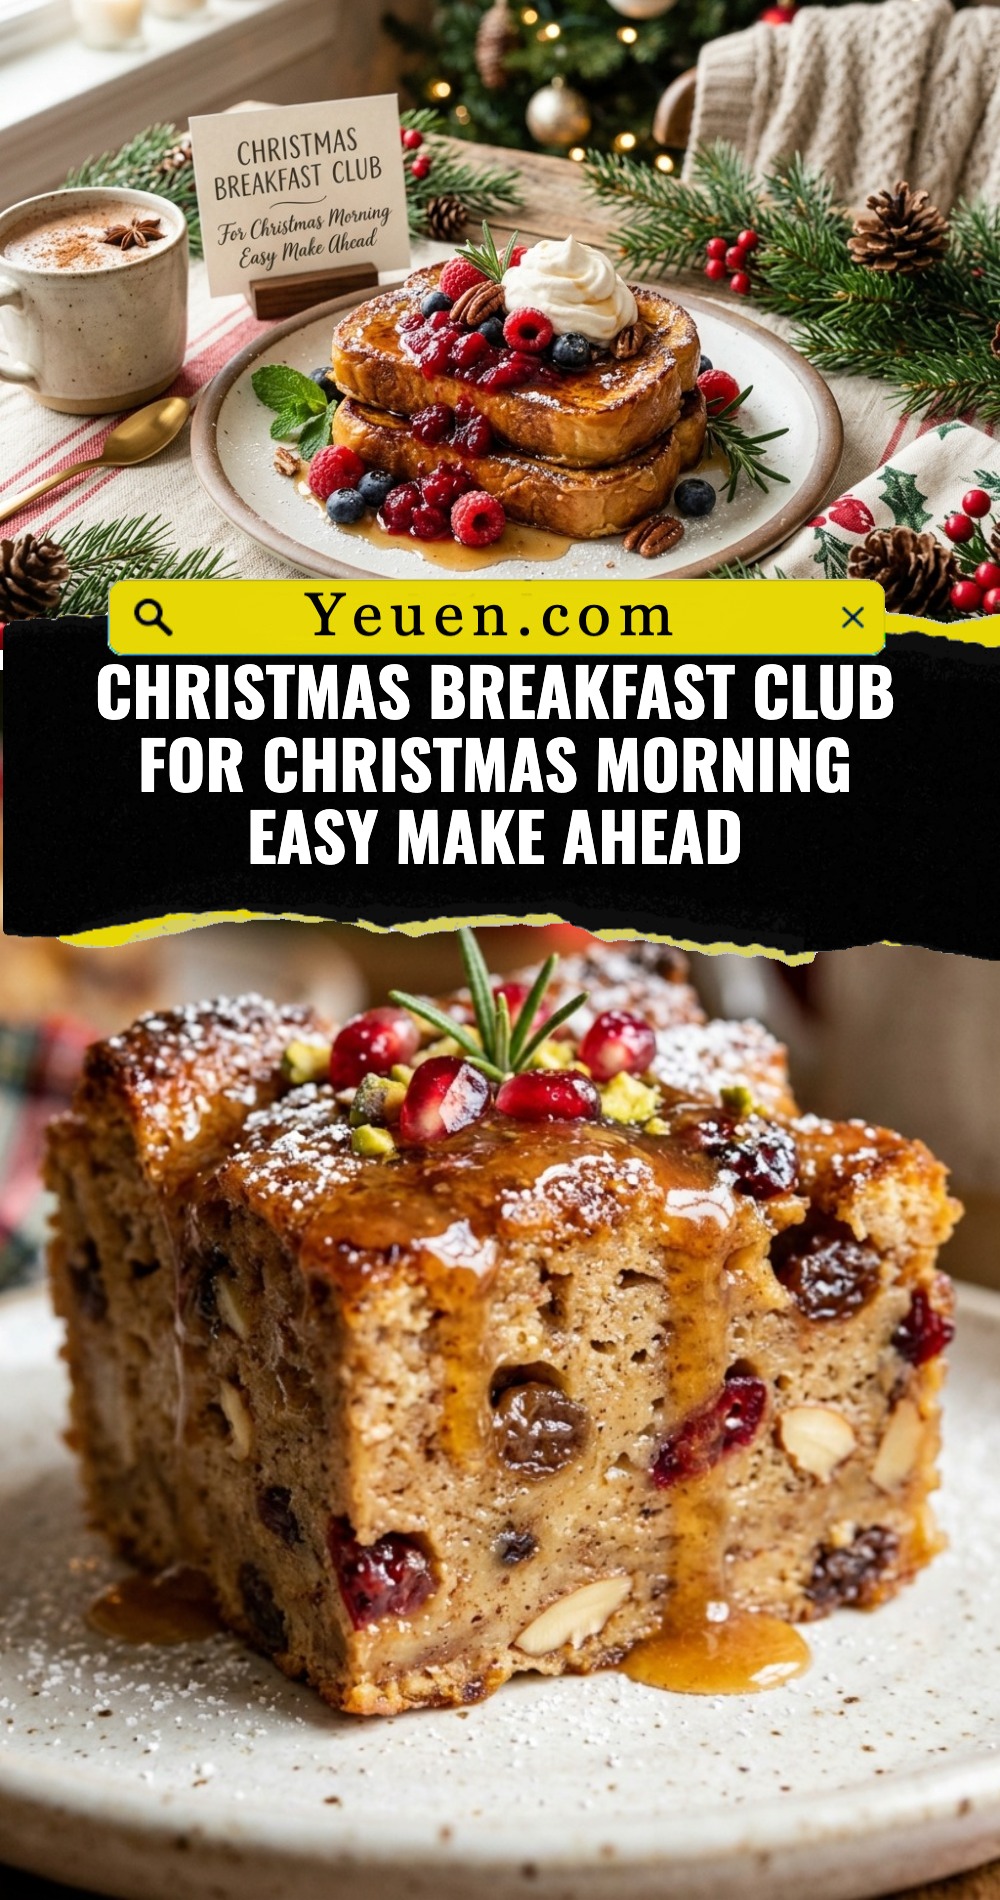 CHRISTMAS
BREAKFAST CLUB
For Christmas Morning
Easy Make Ahead
Yeuen.com
CHRISTMAS BREAKFAST CLUB
FOR CHRISTMAS MORNING
EASY MAKE AHEAD